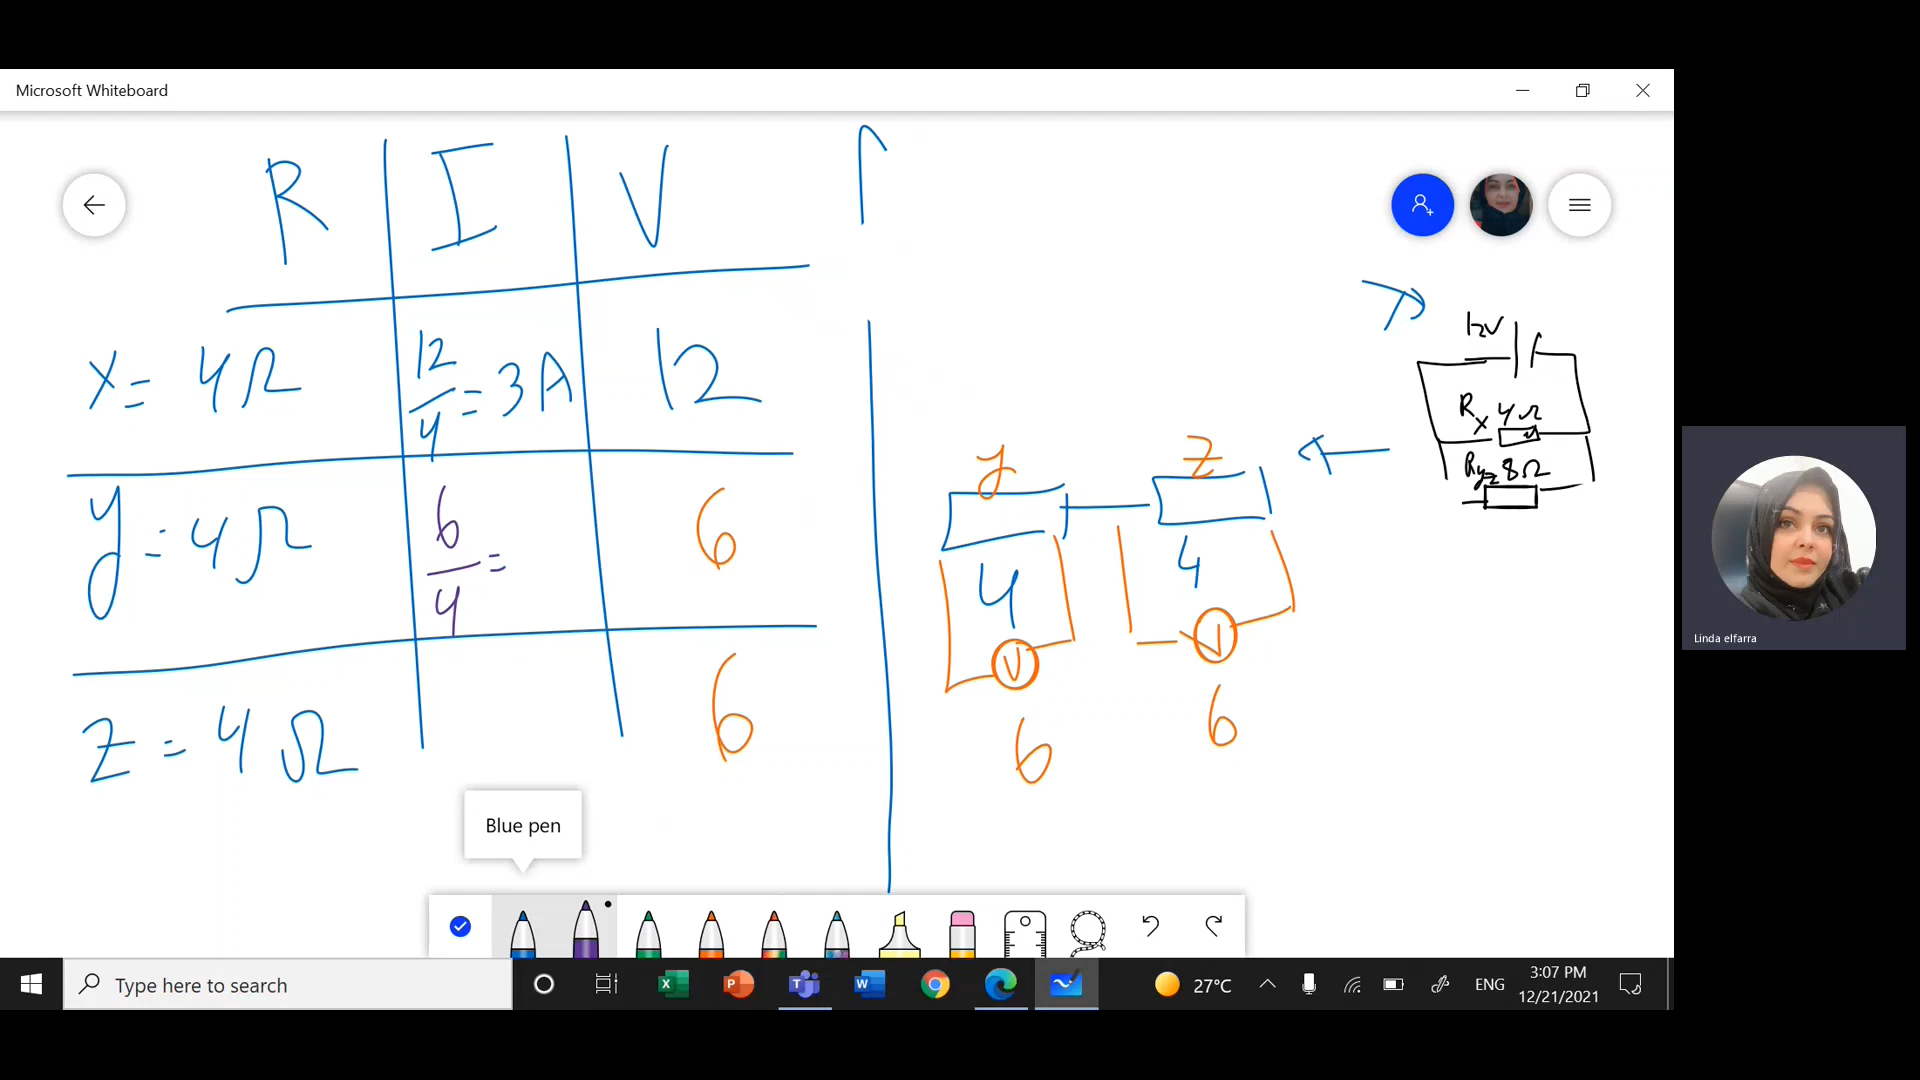 Microsoft Whiteboard
R I V
12V
x = 4Ω 12/4 = 3A 12
Rx 4Ω
Ryz 8Ω
y = 4Ω 6/4 = 6
y z
4 4
V V
6 6
z = 4Ω 6
Linda elfarra
Blue pen
Type here to search
27°C ENG 3:07 PM
12/21/2021